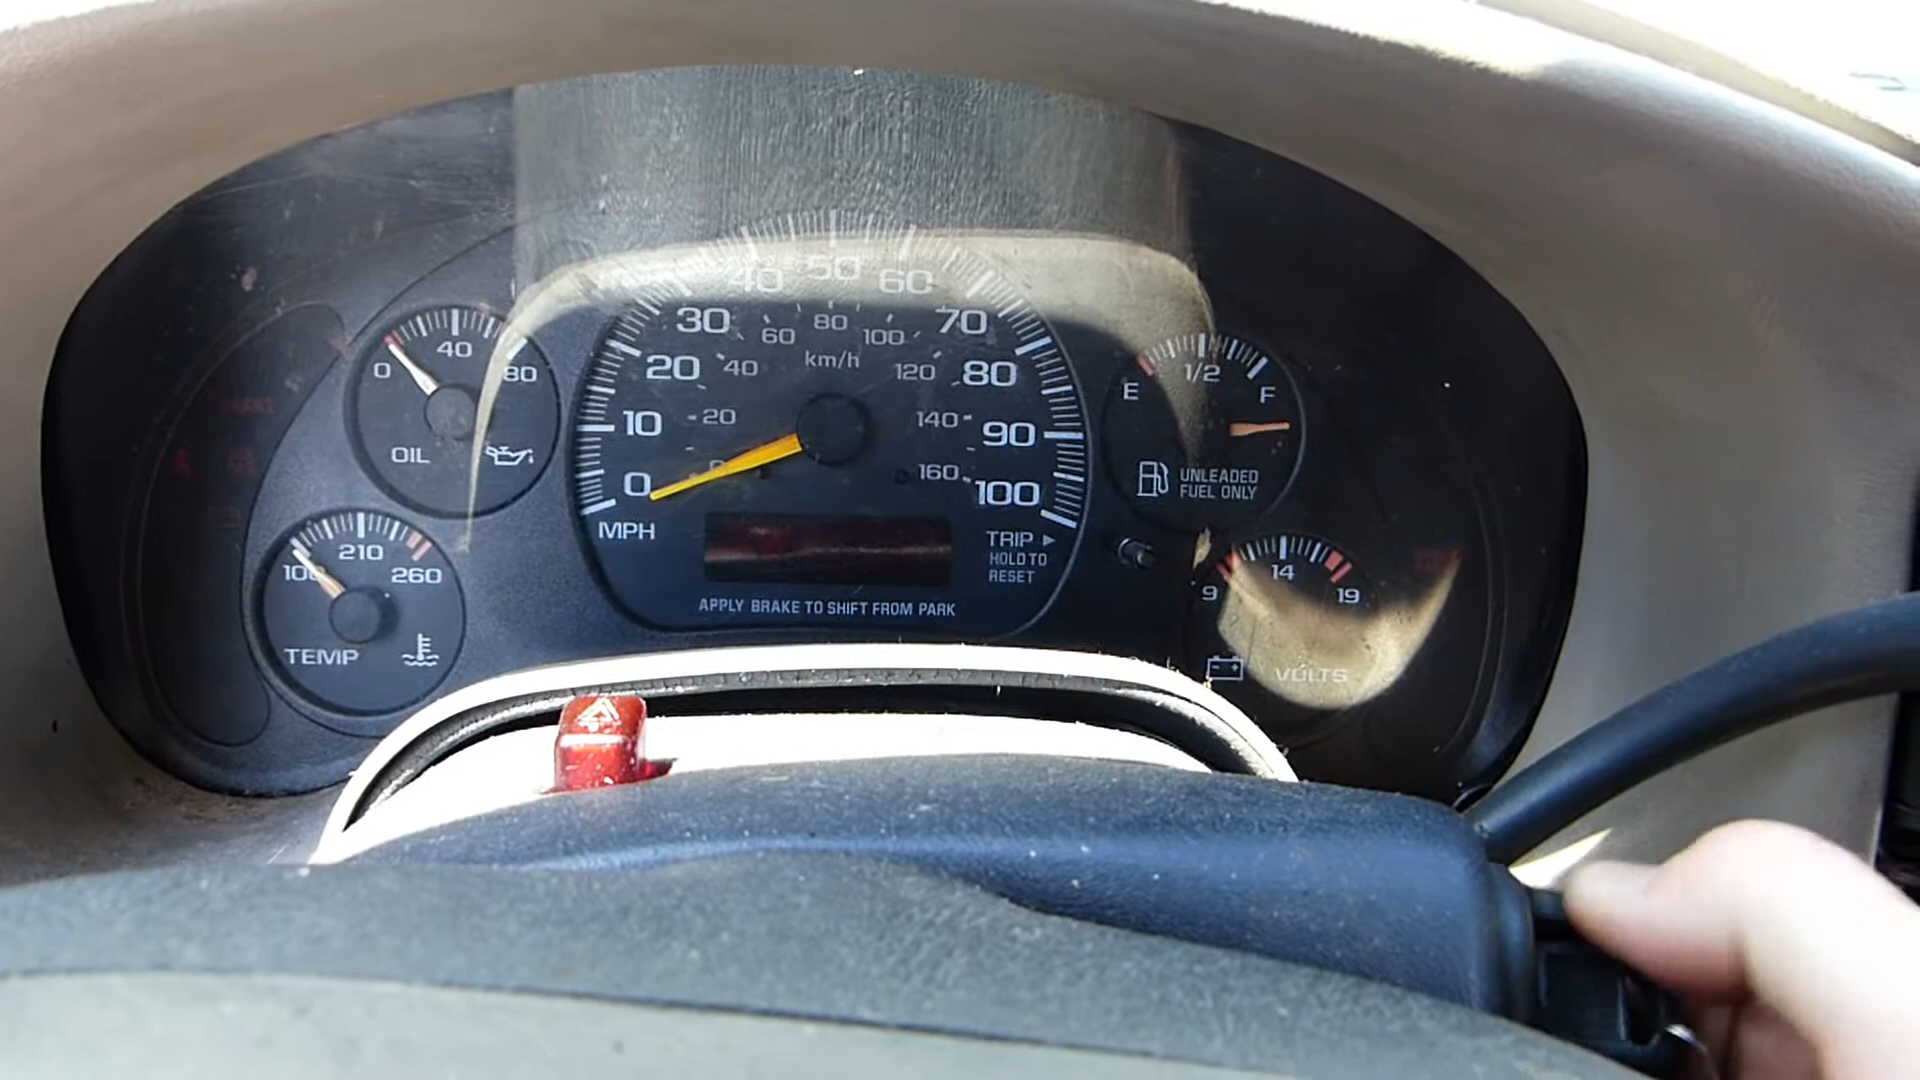 0
40
80
OIL
100
210
260
TEMP
0
10
20
30
40
50
60
70
80
90
100
MPH
20
40
60
80
100
120
140
160
km/h
TRIP
HOLD TO
RESET
APPLY BRAKE TO SHIFT FROM PARK
E
1/2
F
UNLEADED
FUEL ONLY
9
14
19
VOLTS